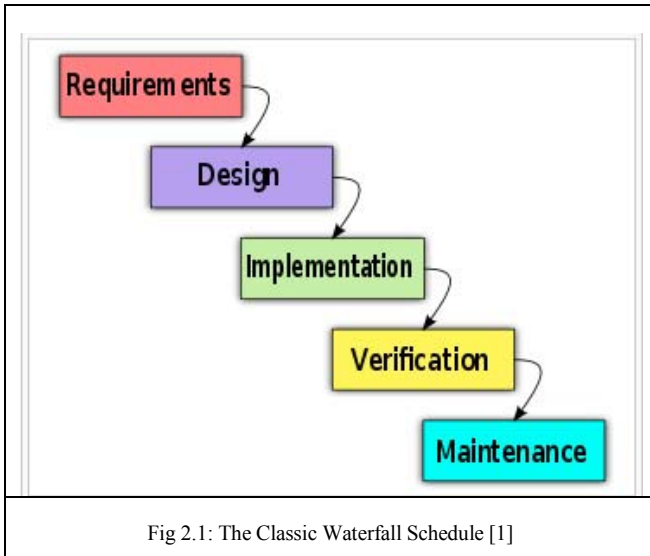 Requirements
Design
Implementation
Verification
Maintenance
Fig 2.1: The Classic Waterfall Schedule [1]